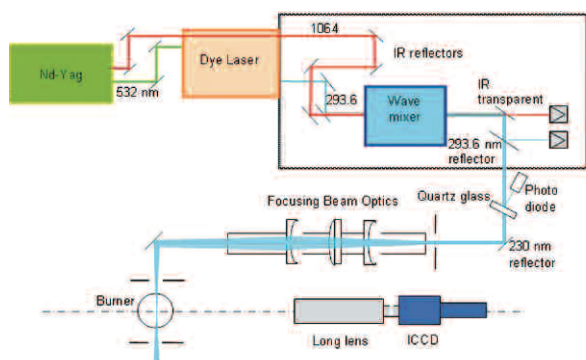 1064
Nd-Yag
Dye Laser
IR reflectors
532 nm
293.6
Wave
mixer
IR
transparent
293.6 nm
reflector
Quartz glass
Photo
diode
Focusing Beam Optics
230 nm
reflector
Burner
Long lens
ICCD